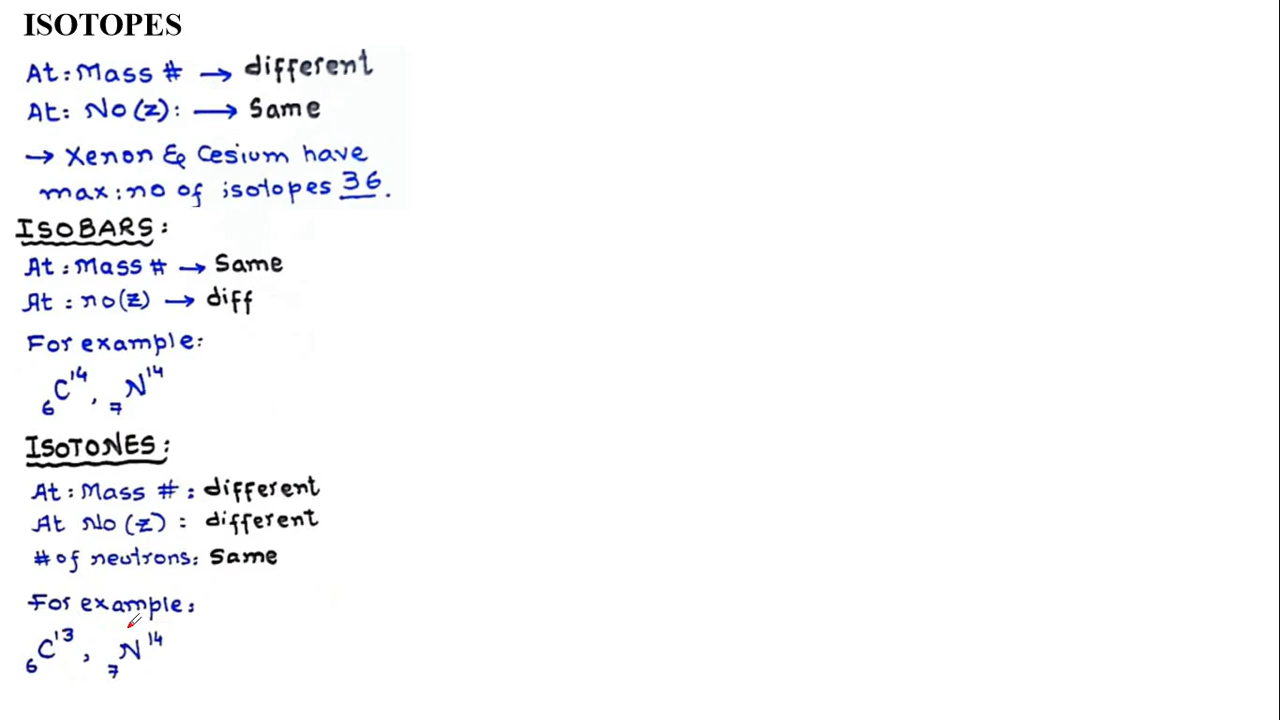 ISOTOPES
At: Mass # → different
At: No (z): → Same
→ Xenon & Cesium have
max: no of isotopes 36.
ISOBARS:
At: Mass # → Same
At: no(z) → diff
For example:
₆C¹⁴, ₇N¹⁴
ISOTONES:
At: Mass #: different
At No (z): different
# of neutrons: Same
For example:
₆C¹³, ₇N¹⁴